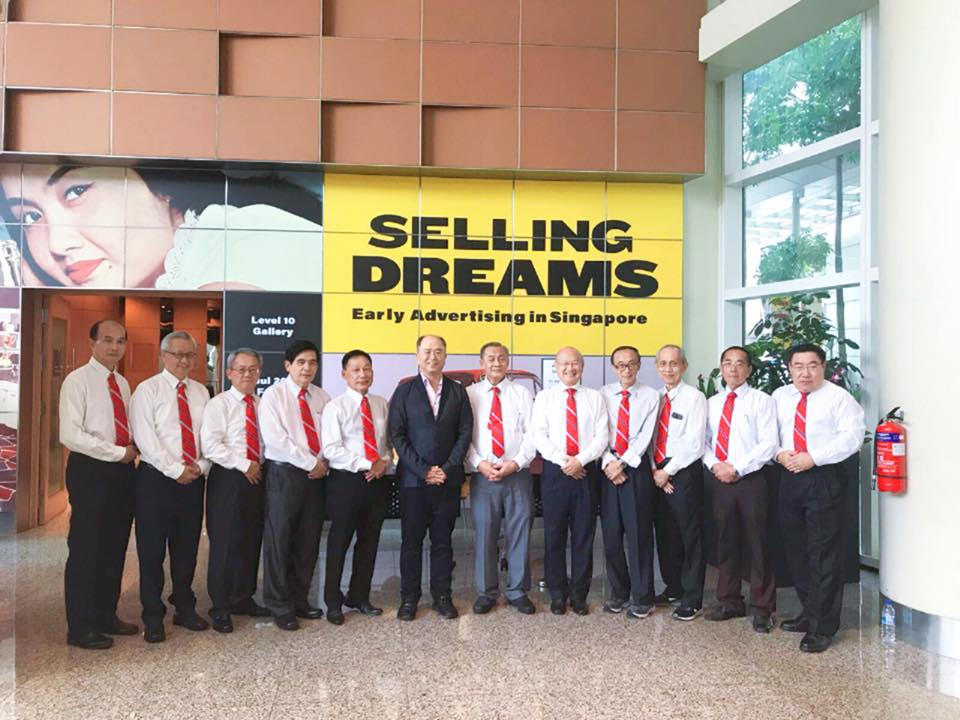 SELLING
DREAMS
Early Advertising in Singapore
Level 10
Gallery